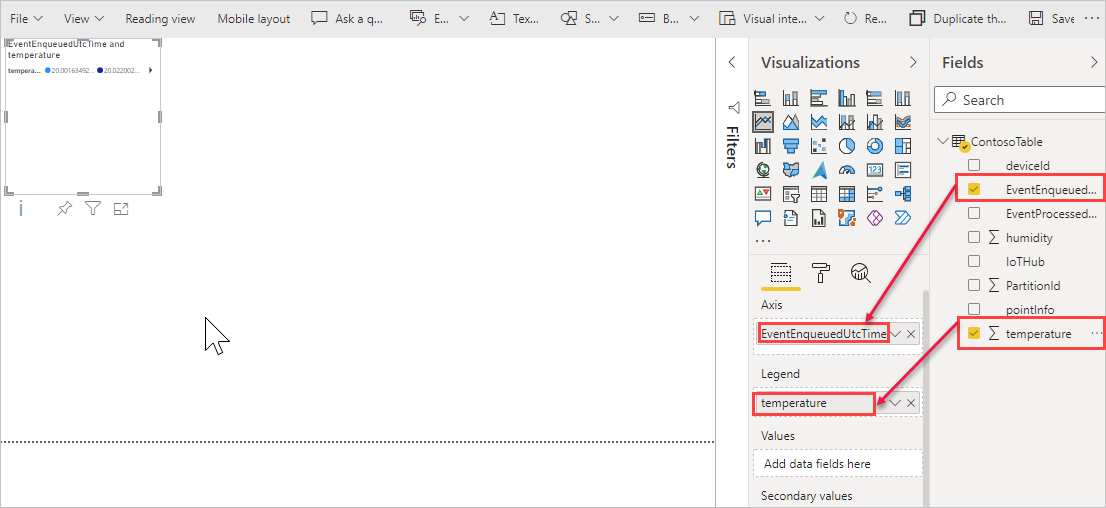 File View Reading view Mobile layout Ask a q... E... Tex... S... B... Visual inte... Re... Duplicate th... Save ...
EventEnqueuedUtcTime and
temperature
tempera... 20.00163492... 20.022002...
Filters
Visualizations
123
...
Axis
EventEnqueuedUtcTime
Legend
temperature
Values
Add data fields here
Secondary values
Fields
Search
ContosoTable
deviceId
EventEnqueued...
EventProcessed...
∑ humidity
IoTHub
∑ PartitionId
pointInfo
∑ temperature ...